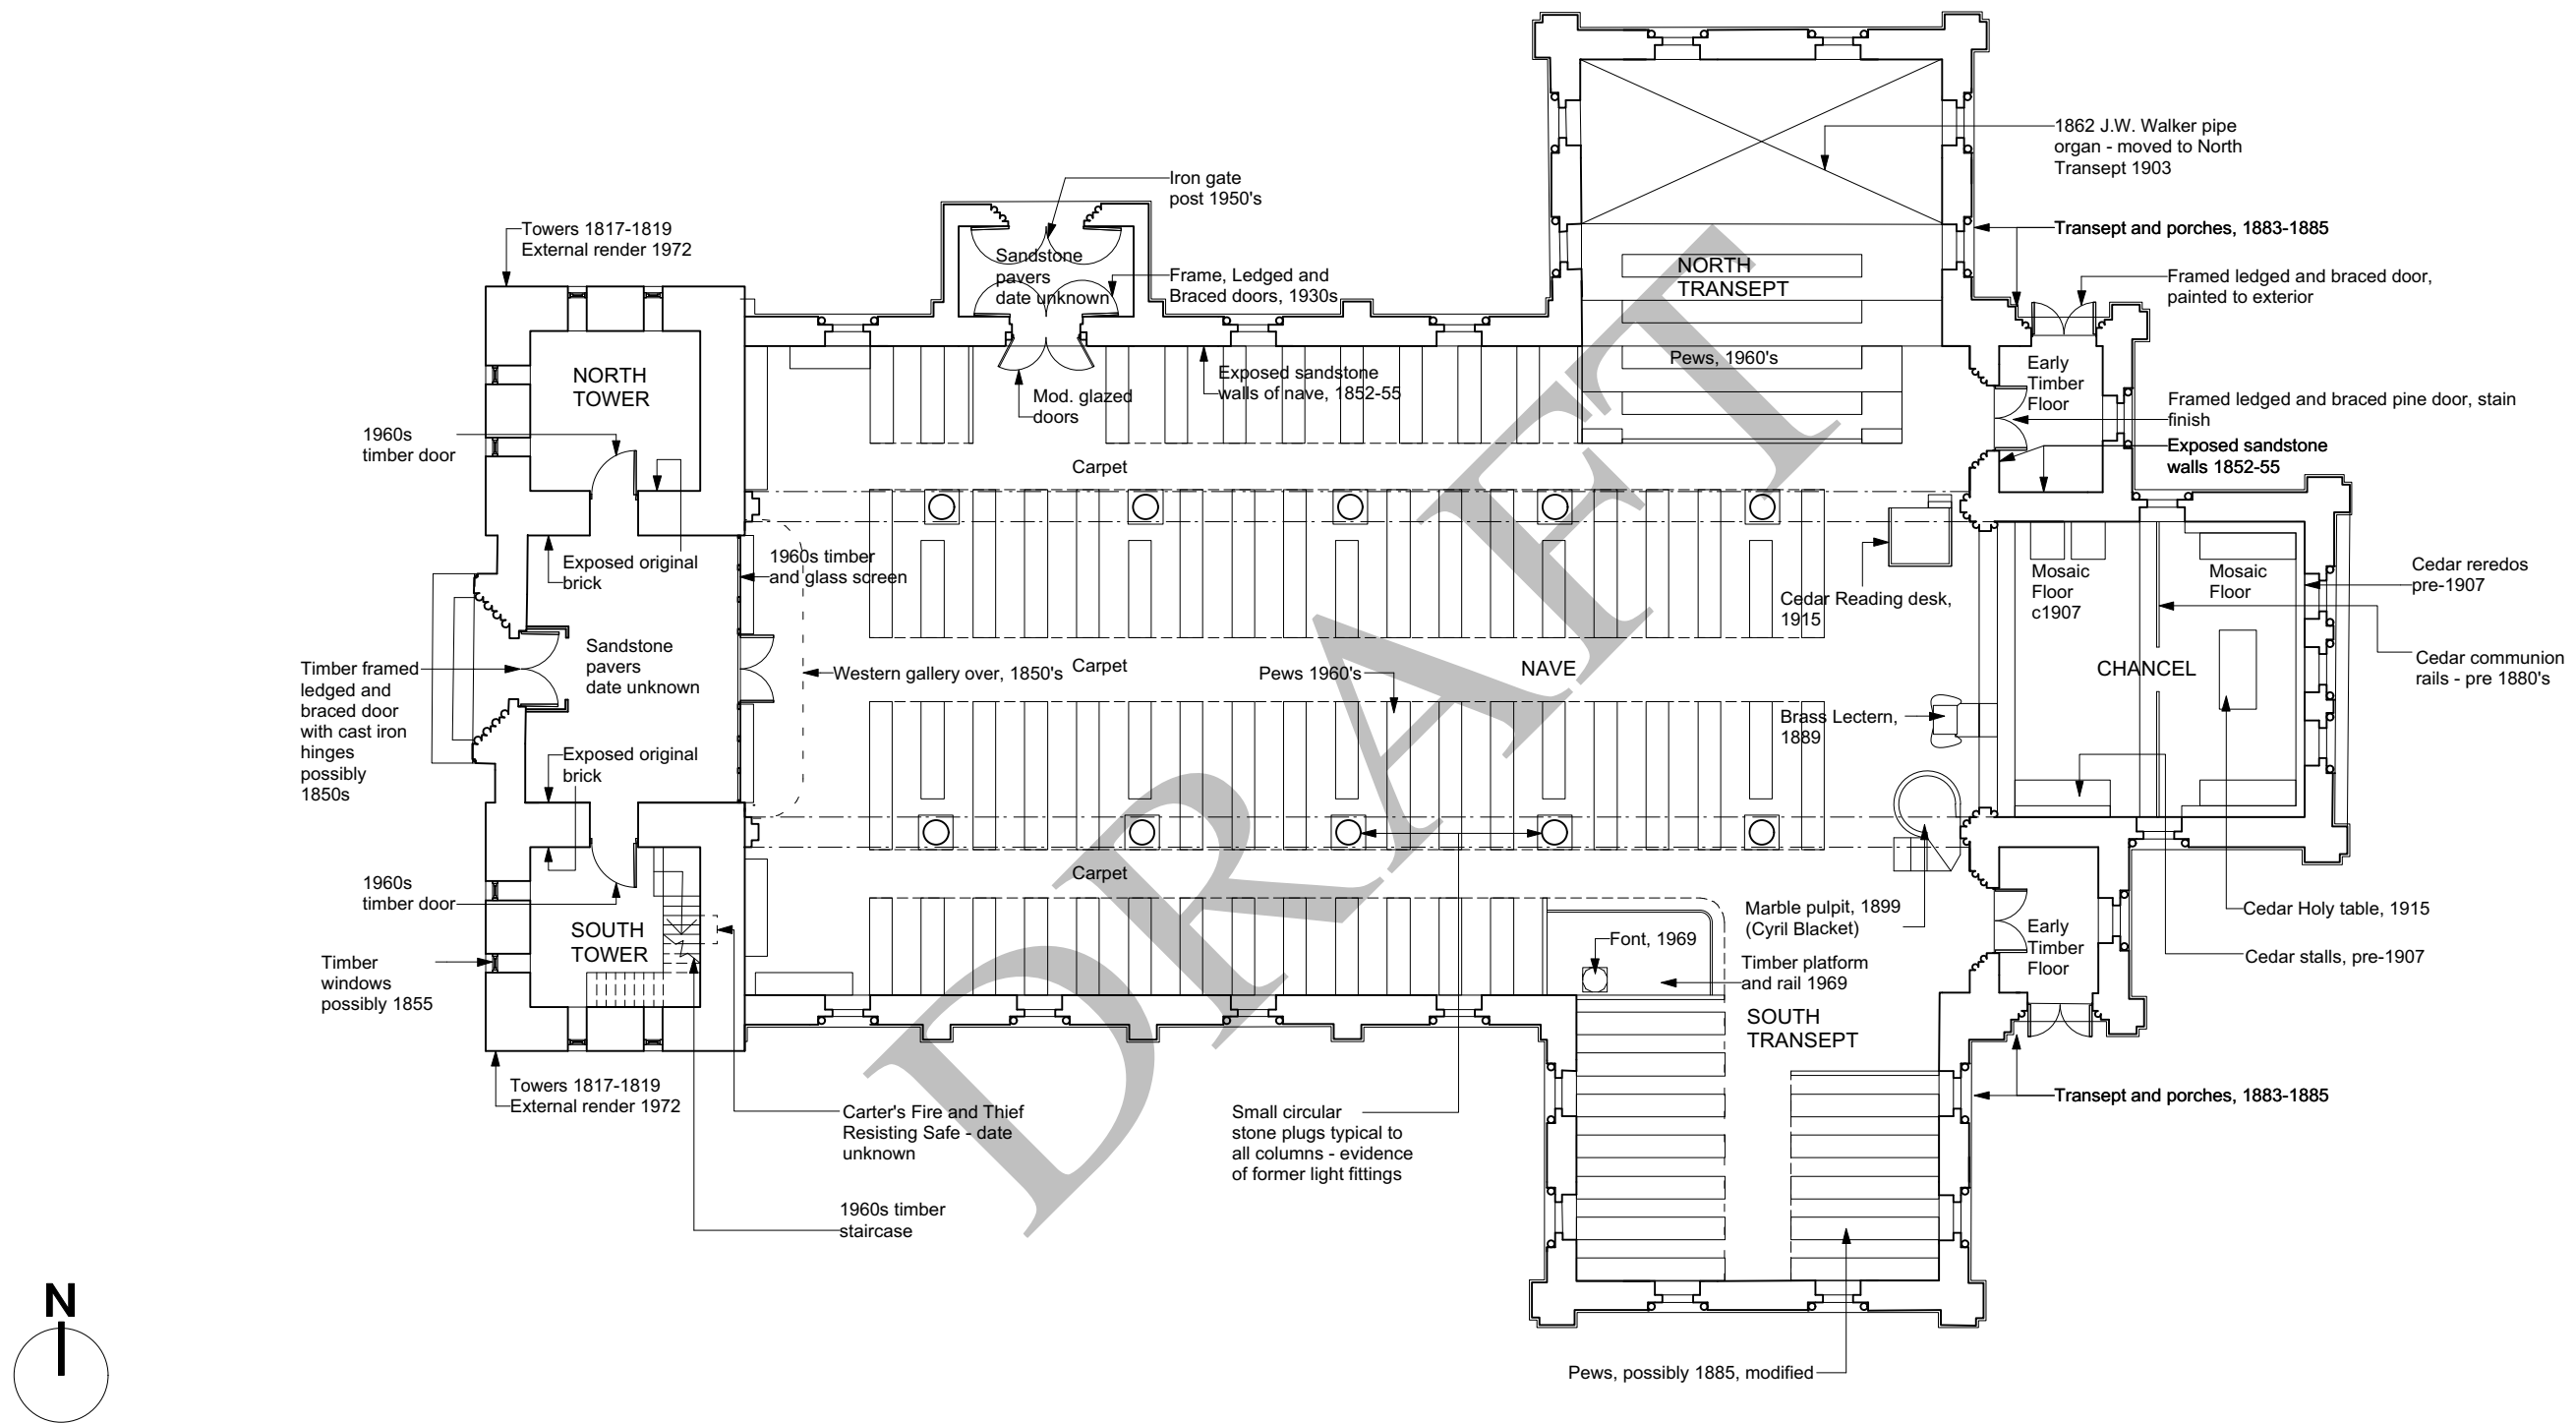 1862 J.W. Walker pipe
organ - moved to North
Transept 1903
Iron gate
post 1950's
Towers 1817-1819
External render 1972
Transept and porches, 1883-1885
Sandstone
pavers
date unknown
Frame, Ledged and
Braced doors, 1930s
NORTH
TRANSEPT
Framed ledged and braced door,
painted to exterior
Pews, 1960's
Early
Timber
Floor
NORTH
TOWER
Exposed sandstone
walls of nave, 1852-55
Mod. glazed
doors
Framed ledged and braced pine door, stain
finish
1960s
timber door
Exposed sandstone
walls 1852-55
Carpet
Exposed original
brick
1960s timber
and glass screen
Mosaic
Floor
c1907
Mosaic
Floor
Cedar reredos
pre-1907
Cedar Reading desk,
1915
Timber framed
ledged and
braced door
with cast iron
hinges
possibly
1850s
Sandstone
pavers
date unknown
Western gallery over, 1850's
Carpet
Pews 1960's
NAVE
CHANCEL
Cedar communion
rails - pre 1880's
Brass Lectern,
1889
Exposed original
brick
DRAFT
Carpet
1960s
timber door
SOUTH
TOWER
Marble pulpit, 1899
(Cyril Blacket)
Cedar Holy table, 1915
Early
Timber
Floor
Font, 1969
Cedar stalls, pre-1907
Timber
windows
possibly 1855
Timber platform
and rail 1969
SOUTH
TRANSEPT
Towers 1817-1819
External render 1972
Transept and porches, 1883-1885
Carter's Fire and Thief
Resisting Safe - date
unknown
Small circular
stone plugs typical to
all columns - evidence
of former light fittings
1960s timber
staircase
N
Pews, possibly 1885, modified